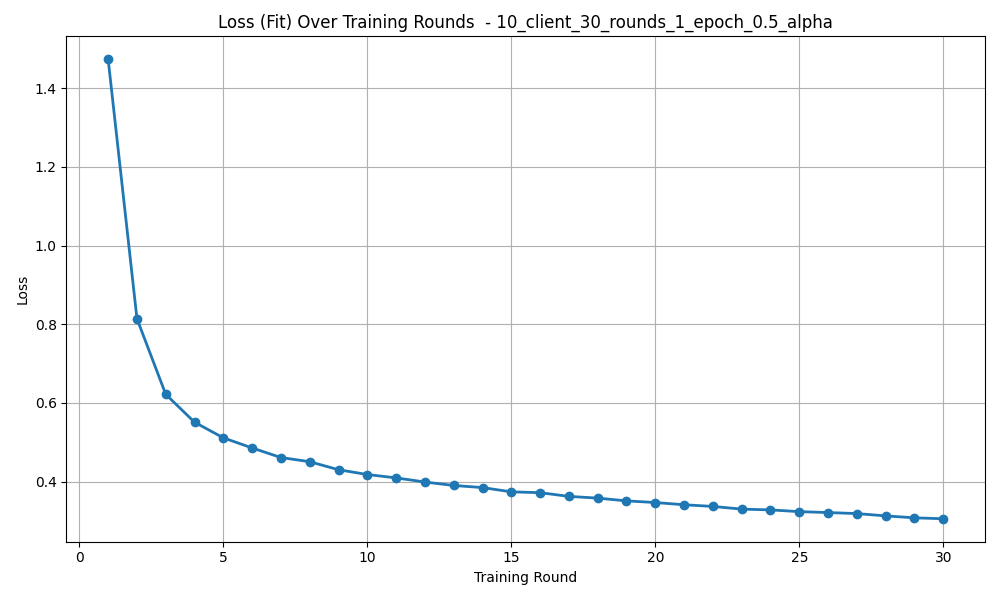 Loss (Fit) Over Training Rounds  - 10_client_30_rounds_1_epoch_0.5_alpha
1.4
1.2
1.0
0.8
0.6
0.4
Loss
0 5 10 15 20 25 30
Training Round